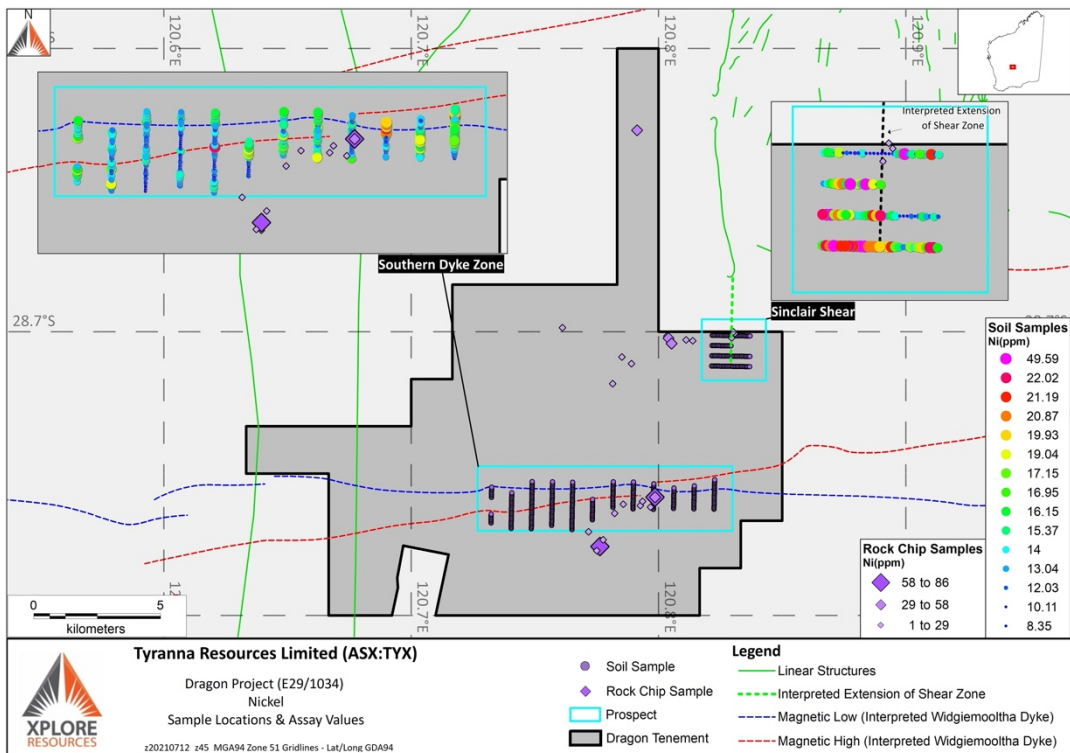 N
120.6°E
120.7°E
120.8°E
120.9°E
28.7°S
Interpreted Extension
of Shear Zone
Southern Dyke Zone
Sinclair Shear
Soil Samples
Ni(ppm)
49.59
22.02
21.19
20.87
19.93
19.04
17.15
16.95
16.15
15.37
14
13.04
12.03
10.11
8.35
Rock Chip Samples
Ni(ppm)
58 to 86
29 to 58
1 to 29
0 5
kilometers
120.7°E
120.8°E
XPLORE
RESOURCES
Tyranna Resources Limited (ASX:TYX)
Dragon Project (E29/1034)
Nickel
Sample Locations & Assay Values
z20210712_z45_MGA94 Zone 51 Gridlines - Lat/Long GDA94
Legend
Soil Sample
Rock Chip Sample
Prospect
Dragon Tenement
Linear Structures
Interpreted Extension of Shear Zone
Magnetic Low (Interpreted Widgiemooltha Dyke)
Magnetic High (Interpreted Widgiemooltha Dyke)